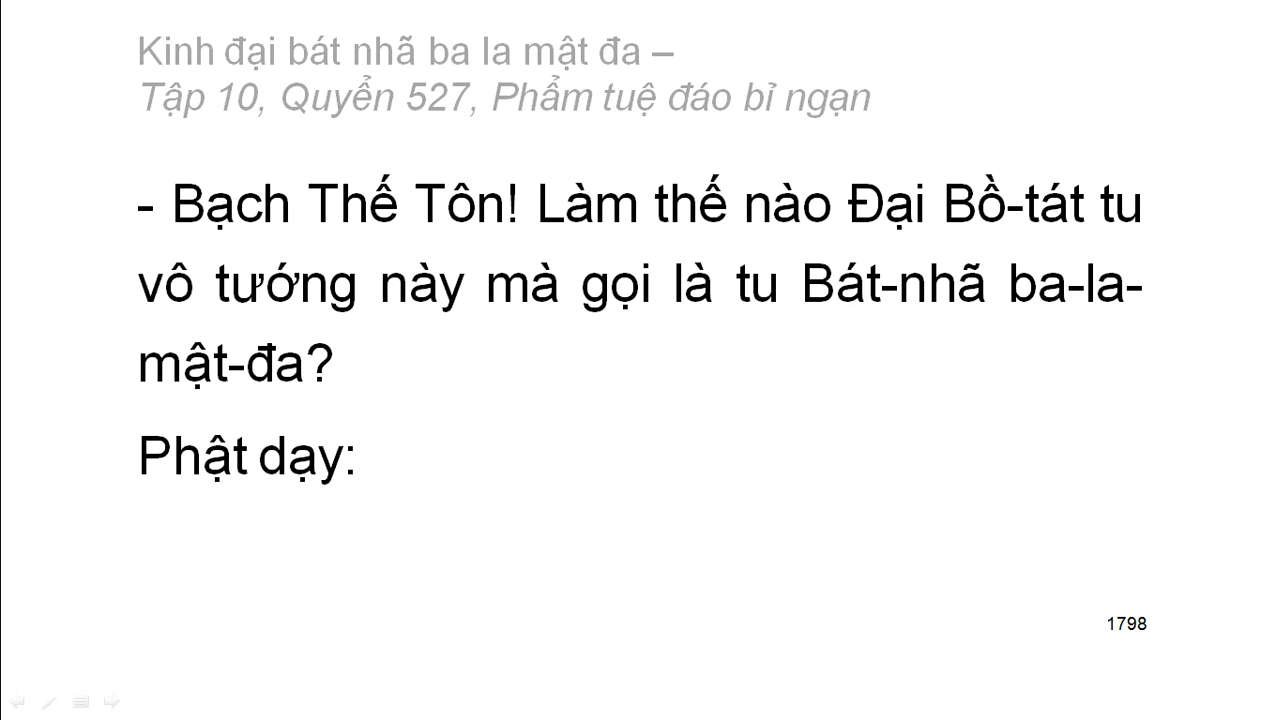 Kinh đại bát nhã ba la mật đa –
Tập 10, Quyển 527, Phẩm tuệ đáo bỉ ngạn
- Bạch Thế Tôn! Làm thế nào Đại Bồ-tát tu
vô tướng này mà gọi là tu Bát-nhã ba-la-
mật-đa?
Phật dạy:
1798